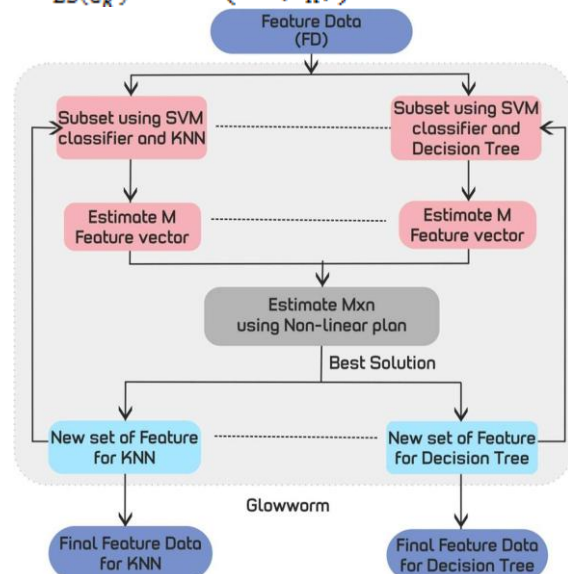 Feature Data
(FD)
Subset using SVM
classifier and KNN
Subset using SVM
classifier and
Decision Tree
Estimate M
Feature vector
Estimate M
Feature vector
Estimate Mxn
using Non-linear plan
Best Solution
New set of Feature
for KNN
New set of Feature
for Decision Tree
Glowworm
Final Feature Data
for KNN
Final Feature Data
for Decision Tree